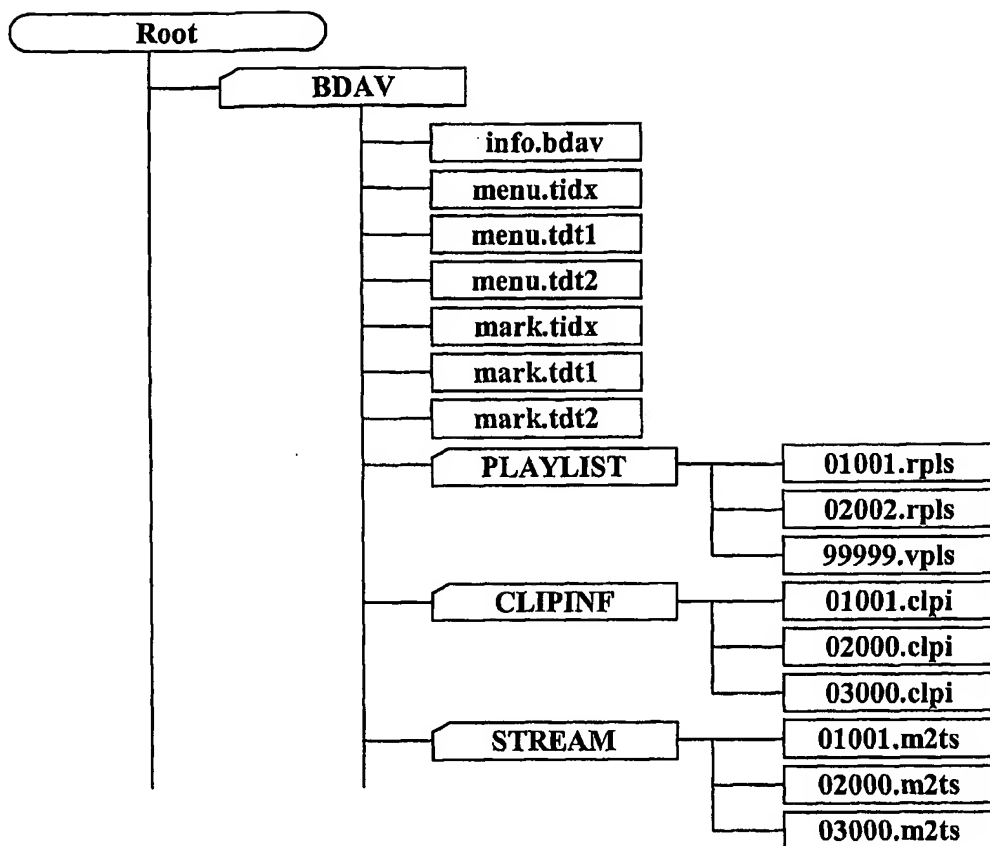 Root
BDAV
info.bdav
menu.tidx
menu.tdt1
menu.tdt2
mark.tidx
mark.tdt1
mark.tdt2
PLAYLIST
01001.rpls
02002.rpls
99999.vpls
CLIPINF
01001.clpi
02000.clpi
03000.clpi
STREAM
01001.m2ts
02000.m2ts
03000.m2ts